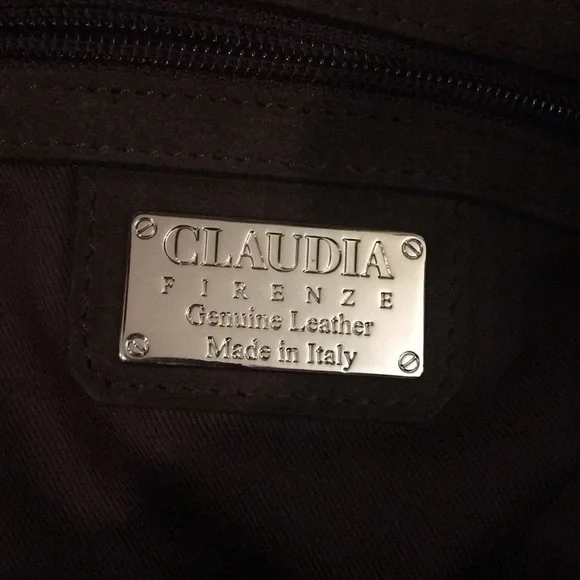 CLAUDIA
FIRENZE
Genuine Leather
Made in Italy